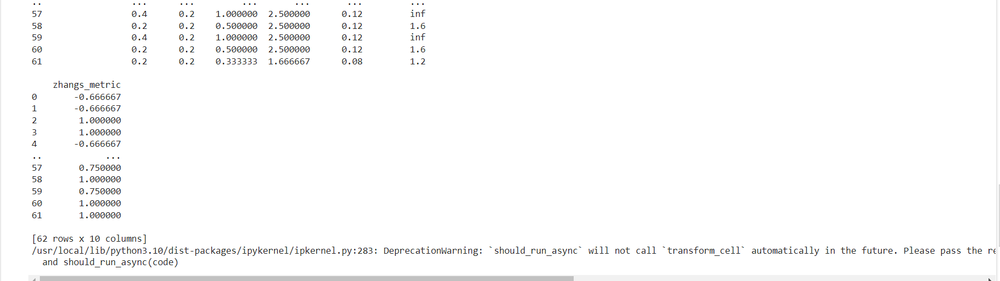 .. ... ... ... ... ... ...
57 0.4 0.2 1.000000 2.500000 0.12 inf
58 0.2 0.2 0.500000 2.500000 0.12 1.6
59 0.4 0.2 1.000000 2.500000 0.12 inf
60 0.2 0.2 0.500000 2.500000 0.12 1.6
61 0.2 0.2 0.333333 1.666667 0.08 1.2
zhangs_metric
0 -0.666667
1 -0.666667
2 1.000000
3 1.000000
4 -0.666667
.. ...
57 0.750000
58 1.000000
59 0.750000
60 1.000000
61 1.000000
[62 rows x 10 columns]
/usr/local/lib/python3.10/dist-packages/ipykernel/ipkernel.py:283: DeprecationWarning: `should_run_async` will not call `transform_cell` automatically in the future. Please pass the
and should_run_async(code)